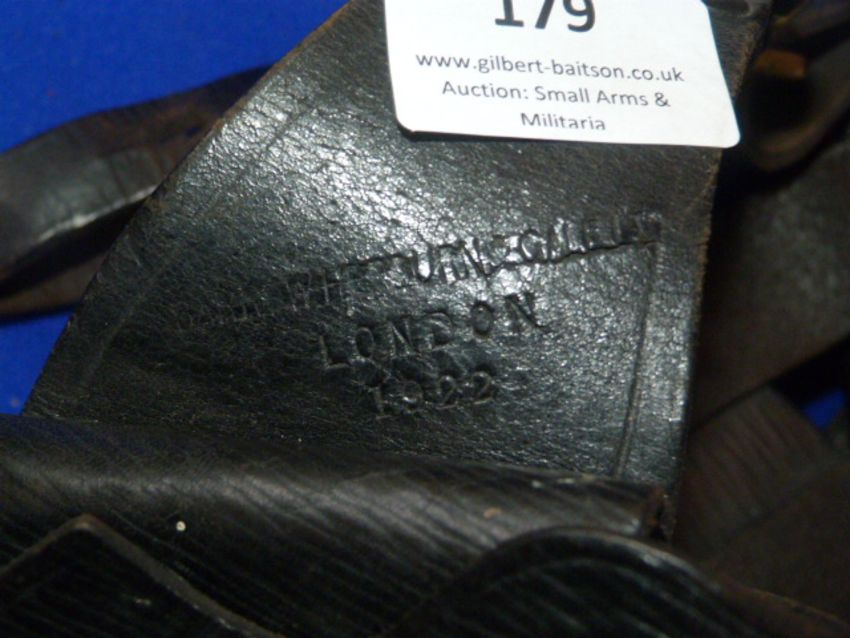 179
www.gilbert-baitson.co.uk
Auction: Small Arms &
Militaria
LONDON
1922